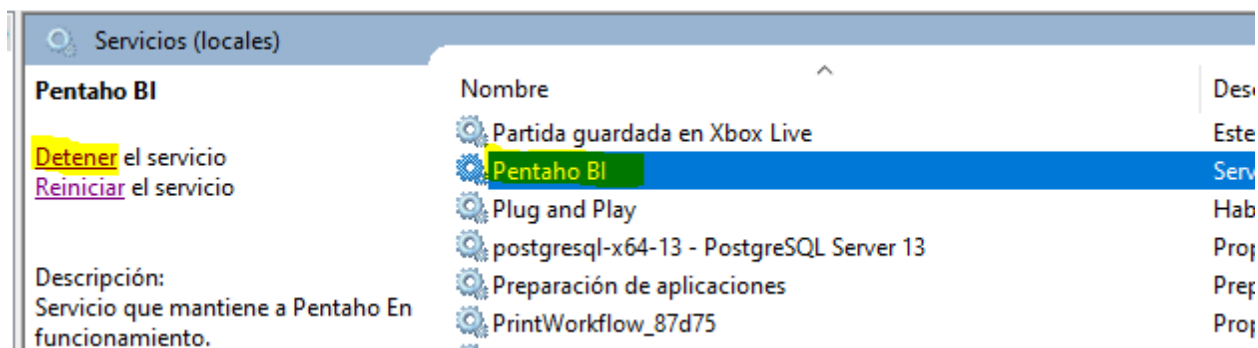 Servicios (locales)
Pentaho BI
Detener el servicio
Reiniciar el servicio
Descripción:
Servicio que mantiene a Pentaho En
funcionamiento.
Nombre
Partida guardada en Xbox Live
Pentaho BI
Plug and Play
postgresql-x64-13 - PostgreSQL Server 13
Preparación de aplicaciones
PrintWorkflow_87d75